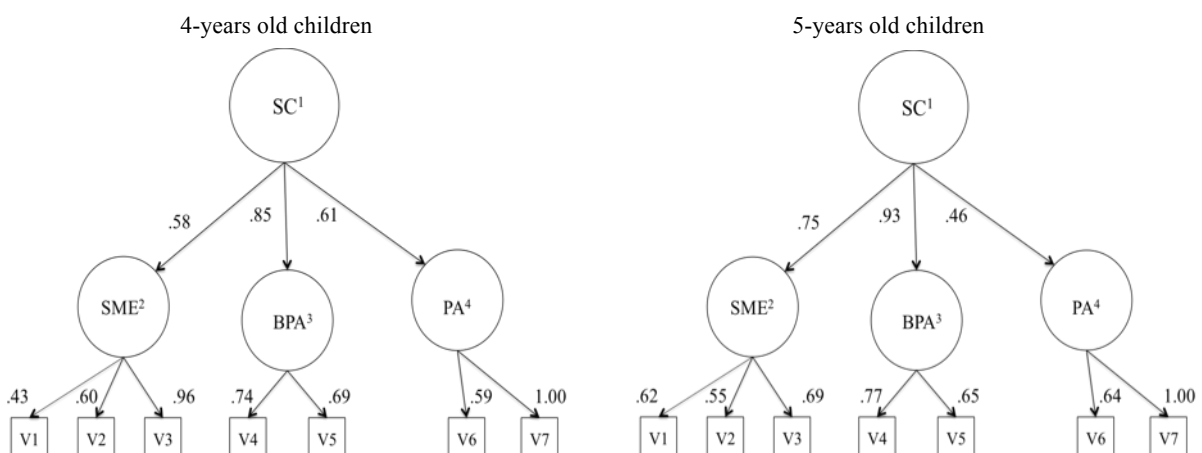 4-years old children 5-years old children
SC¹ SC¹
.58 .85 .61 .75 .93 .46
SME² BPA³ PA⁴ SME² BPA³ PA⁴
.43 .60 .96 .74 .69 .59 1.00 .62 .55 .69 .77 .65 .64 1.00
V1 V2 V3 V4 V5 V6 V7 V1 V2 V3 V4 V5 V6 V7